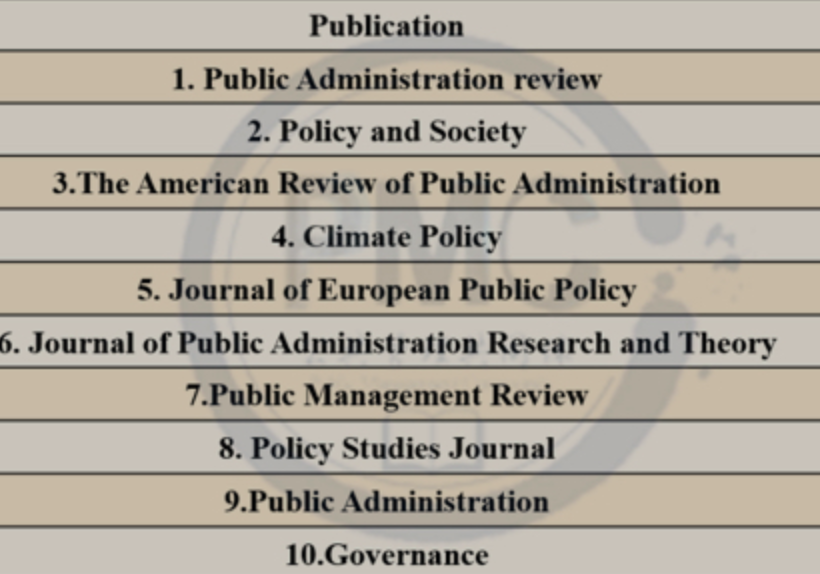 Publication
1. Public Administration review
2. Policy and Society
3.The American Review of Public Administration
4. Climate Policy
5. Journal of European Public Policy
6. Journal of Public Administration Research and Theory
7.Public Management Review
8. Policy Studies Journal
9.Public Administration
10.Governance
PMC